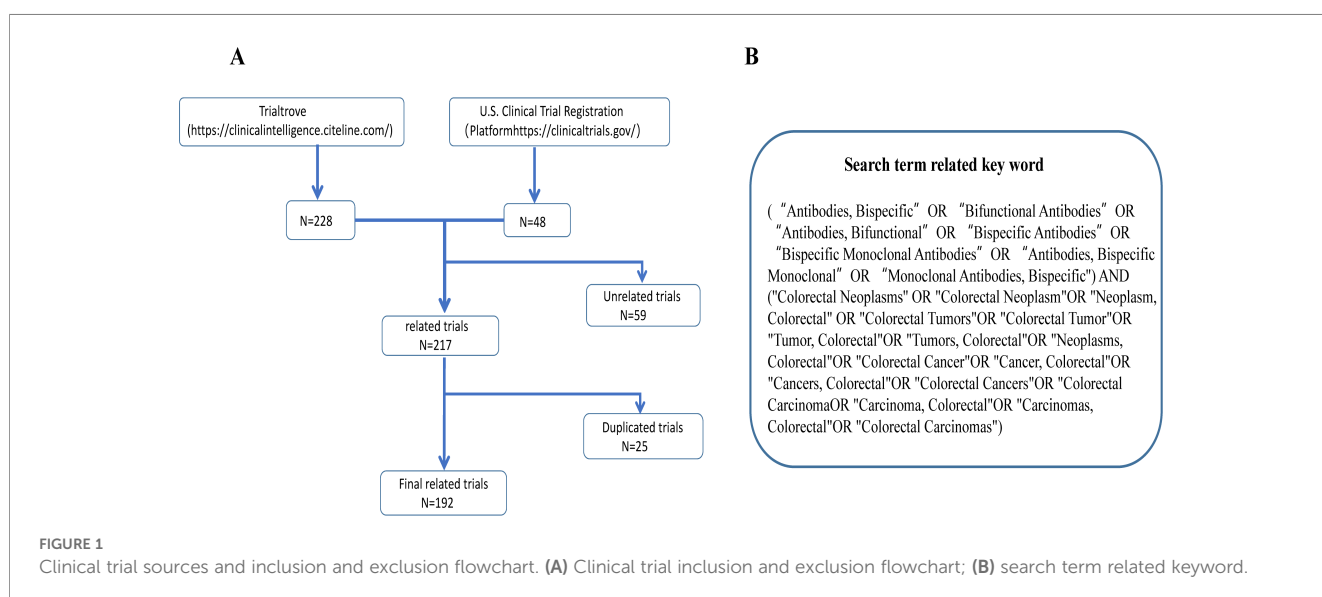 A
B
Trialtrove
(https://clinicalintelligence.citeline.com/)
U.S. Clinical Trial Registration
(Platformhttps://clinicaltrials.gov/)
N=228
N=48
Unrelated trials
N=59
related trials
N=217
Duplicated trials
N=25
Final related trials
N=192
Search term related key word
( “Antibodies, Bispecific” OR “Bifunctional Antibodies” OR
“Antibodies, Bifunctional” OR “Bispecific Antibodies” OR
“Bispecific Monoclonal Antibodies” OR “Antibodies, Bispecific
Monoclonal” OR “Monoclonal Antibodies, Bispecific") AND
("Colorectal Neoplasms" OR "Colorectal Neoplasm"OR "Neoplasm,
Colorectal" OR "Colorectal Tumors"OR "Colorectal Tumor"OR
"Tumor, Colorectal"OR "Tumors, Colorectal"OR "Neoplasms,
Colorectal"OR "Colorectal Cancer"OR "Cancer, Colorectal"OR
"Cancers, Colorectal"OR "Colorectal Cancers"OR "Colorectal
CarcinomaOR "Carcinoma, Colorectal"OR "Carcinomas,
Colorectal"OR "Colorectal Carcinomas")
FIGURE 1
Clinical trial sources and inclusion and exclusion flowchart. (A) Clinical trial inclusion and exclusion flowchart; (B) search term related keyword.